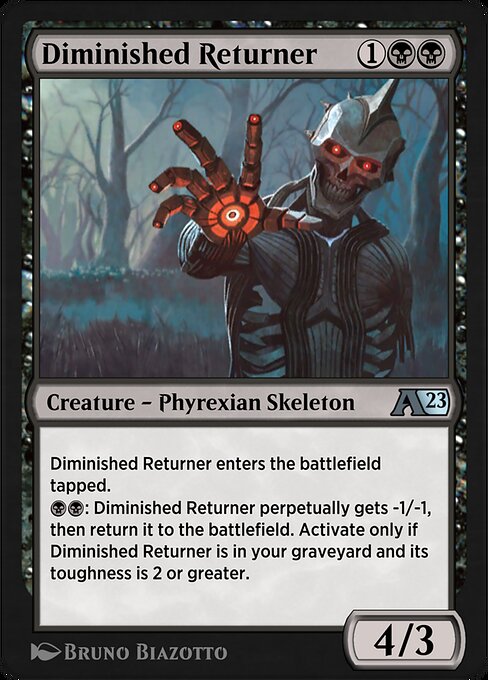 Diminished Returner 1
Creature – Phyrexian Skeleton A23
Diminished Returner enters the battlefield
tapped.
: Diminished Returner perpetually gets -1/-1,
then return it to the battlefield. Activate only if
Diminished Returner is in your graveyard and its
toughness is 2 or greater.
4/3
Bruno Biazotto